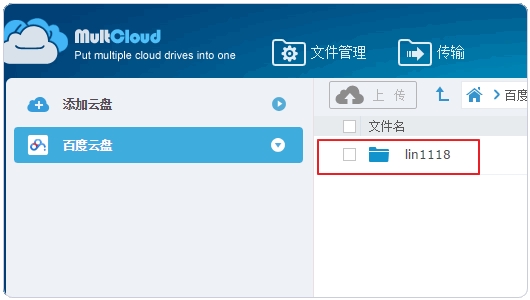 MultCloud
Put multiple cloud drives into one
文件管理
传输
添加云盘
百度云盘
上 传
百度
文件名
lin1118